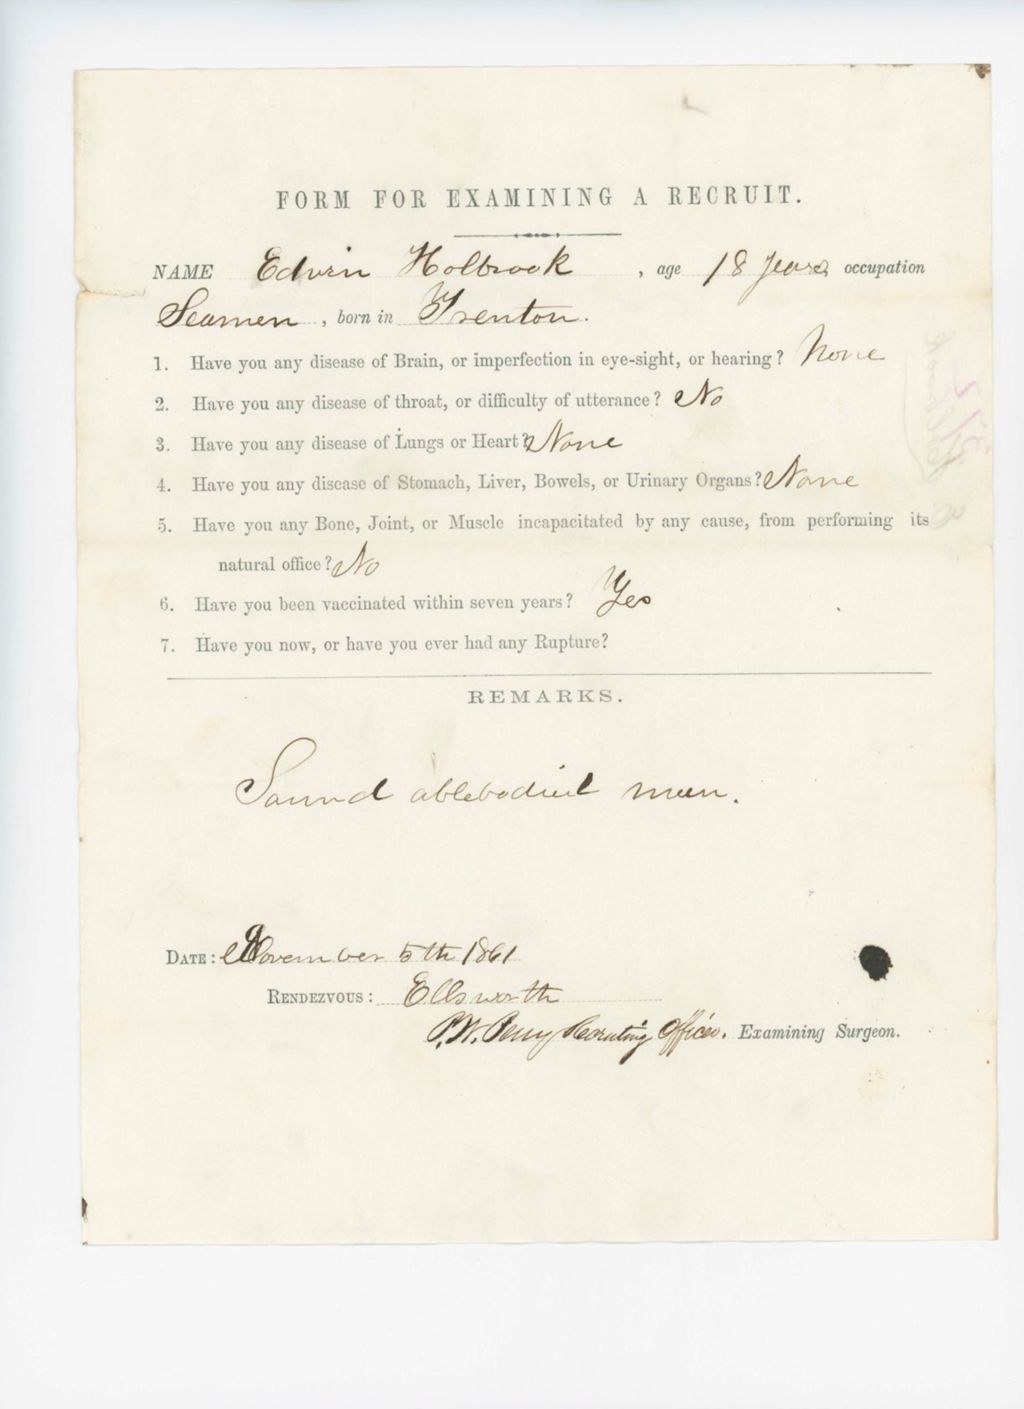 FORM FOR EXAMINING A RECRUIT.
NAME Edwin Holbrook , age 18 years occupation
Seamen , born in Trenton.
1. Have you any disease of Brain, or imperfection in eye-sight, or hearing? None
2. Have you any disease of throat, or difficulty of utterance? No
3. Have you any disease of Lungs or Heart? None
4. Have you any disease of Stomach, Liver, Bowels, or Urinary Organs? None
5. Have you any Bone, Joint, or Muscle incapacitated by any cause, from performing its
natural office? No
6. Have you been vaccinated within seven years? Yes
7. Have you now, or have you ever had any Rupture?
REMARKS.
Sound ablebodied man.
DATE: November 5th 1861
RENDEZVOUS: Ellsworth
P.W. Perry Recruting Officer. Examining Surgeon.